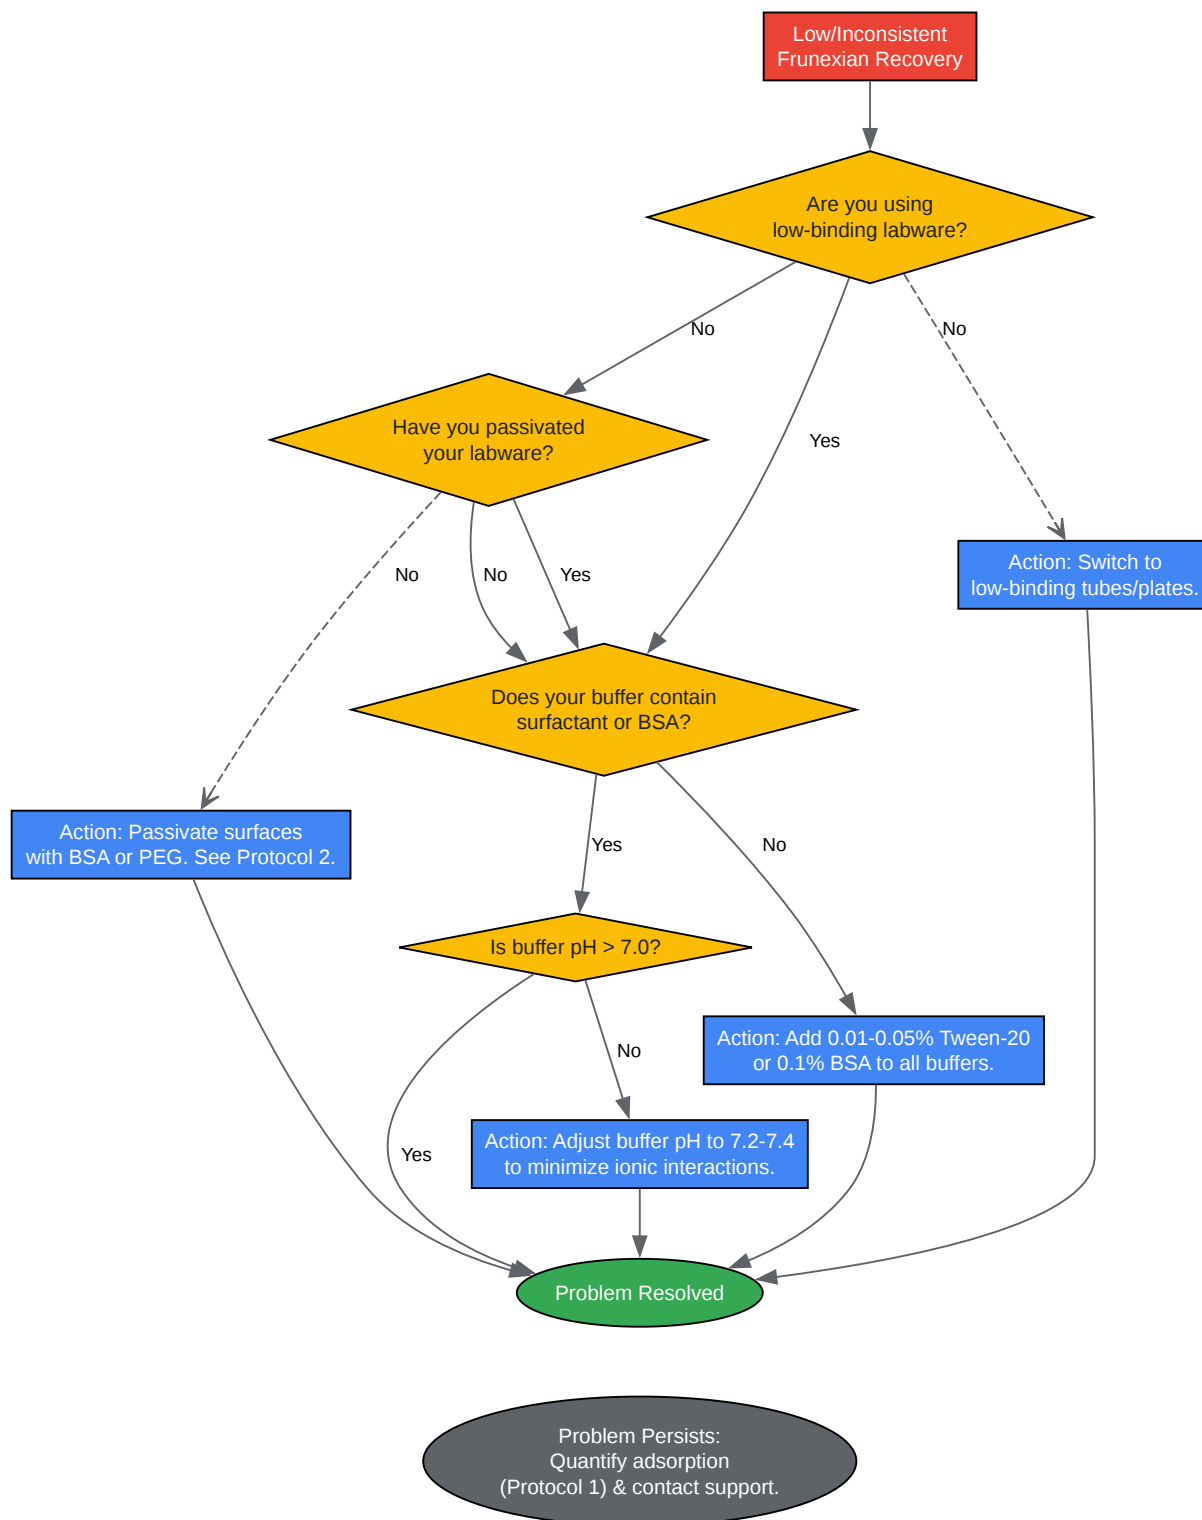 Low/Inconsistent
Frunexian Recovery
Are you using
low-binding labware?
No
No
Have you passivated
your labware?
Yes
Action: Switch to
low-binding tubes/plates.
No
No
Yes
Does your buffer contain
surfactant or BSA?
Action: Passivate surfaces
with BSA or PEG. See Protocol 2.
Yes
No
Is buffer pH > 7.0?
Action: Add 0.01-0.05% Tween-20
or 0.1% BSA to all buffers.
No
Action: Adjust buffer pH to 7.2-7.4
to minimize ionic interactions.
Yes
Problem Resolved
Problem Persists:
Quantify adsorption
(Protocol 1) & contact support.